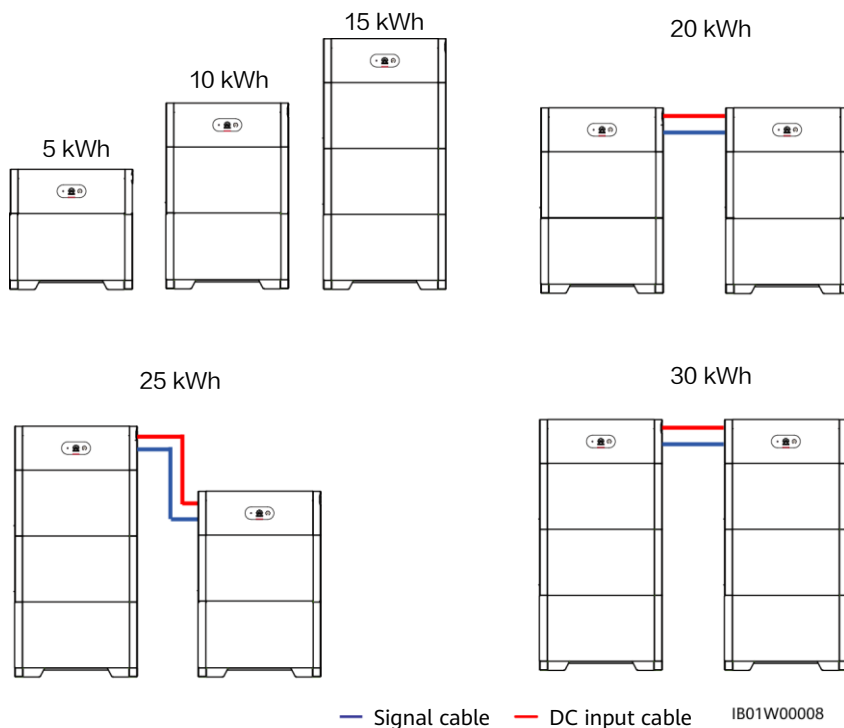 5 kWh
10 kWh
15 kWh
20 kWh
25 kWh
30 kWh
Signal cable
DC input cable
IB01W00008